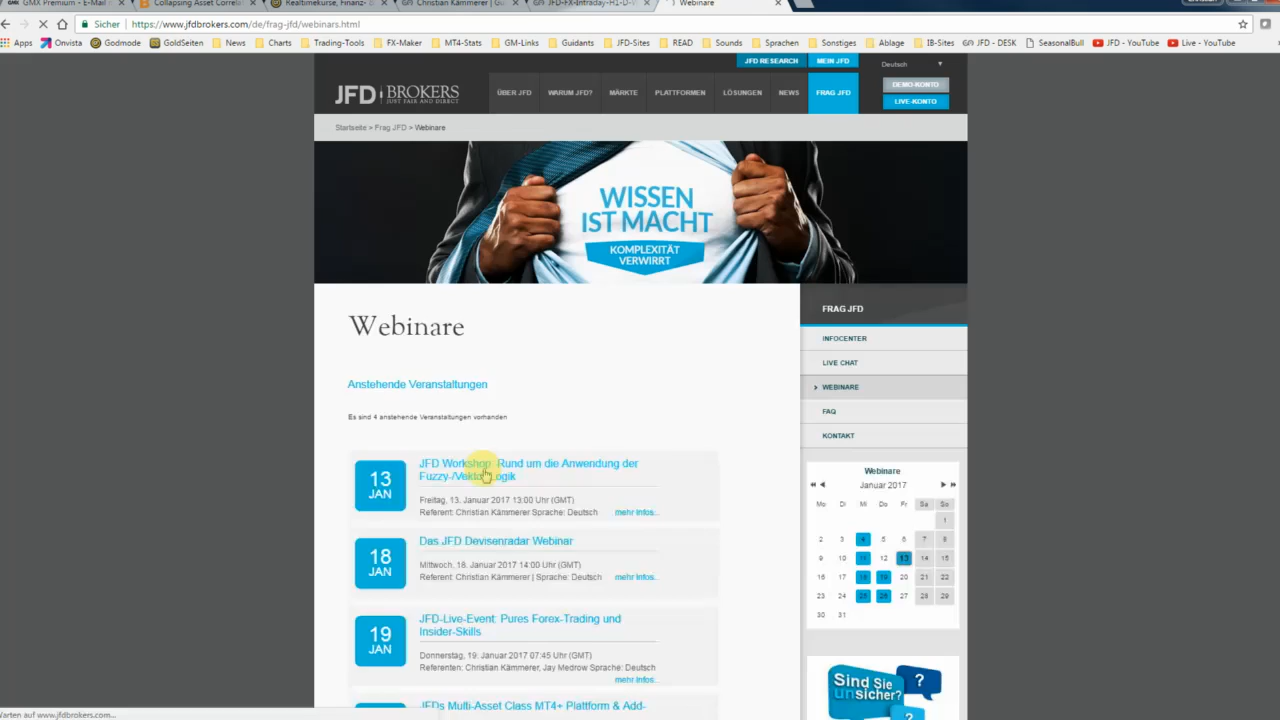 GMX Premium - E-Mail
Collapsing Asset Correla
Realtimekurse, Finanz- B
Christian Kämmerer | Gu
JFD-FX-Intraday-H1-D-W
Webinare
Sicher
https://www.jfdbrokers.com/de/frag-jfd/webinars.html
Apps
Onvista
Godmode
GoldSeiten
News
Charts
Trading-Tools
FX-Maker
MT4-Stats
GM-Links
Guidants
JFD-Sites
READ
Sounds
Sprachen
Sonstiges
Ablage
IB-Sites
JFD - DESK
SeasonalBull
JFD - YouTube
Live - YouTube
JFD RESEARCH
MEIN JFD
Deutsch
JFD BROKERS
JUST FAIR AND DIRECT
ÜBER JFD
WARUM JFD?
MÄRKTE
PLATTFORMEN
LÖSUNGEN
NEWS
FRAG JFD
DEMO-KONTO
LIVE-KONTO
Startseite > Frag JFD > Webinare
WISSEN
IST MACHT
KOMPLEXITÄT
VERWIRRT
Webinare
Anstehende Veranstaltungen
Es sind 4 anstehende Veranstaltungen vorhanden
13
JAN
JFD Workshop: Rund um die Anwendung der
Fuzzy-/Vektorlogik
Freitag, 13. Januar 2017 13:00 Uhr (GMT)
Referent: Christian Kämmerer Sprache: Deutsch
mehr Infos...
18
JAN
Das JFD Devisenradar Webinar
Mittwoch, 18. Januar 2017 14:00 Uhr (GMT)
Referent: Christian Kämmerer | Sprache: Deutsch
mehr Infos...
19
JAN
JFD-Live-Event: Pures Forex-Trading und
Insider-Skills
Donnerstag, 19. Januar 2017 07:45 Uhr (GMT)
Referenten: Christian Kämmerer, Jay Medrow Sprache: Deutsch
mehr Infos...
JFDs Multi-Asset Class MT4+ Plattform & Add-
FRAG JFD
INFOCENTER
LIVE CHAT
WEBINARE
FAQ
KONTAKT
Webinare
Januar 2017
Mo Di Mi Do Fr Sa So
1
2 3 4 5 6 7 8
9 10 11 12 13 14 15
16 17 18 19 20 21 22
23 24 25 26 27 28 29
30 31
Sind Sie
unsicher?
?
?
Warten auf www.jfdbrokers.com...